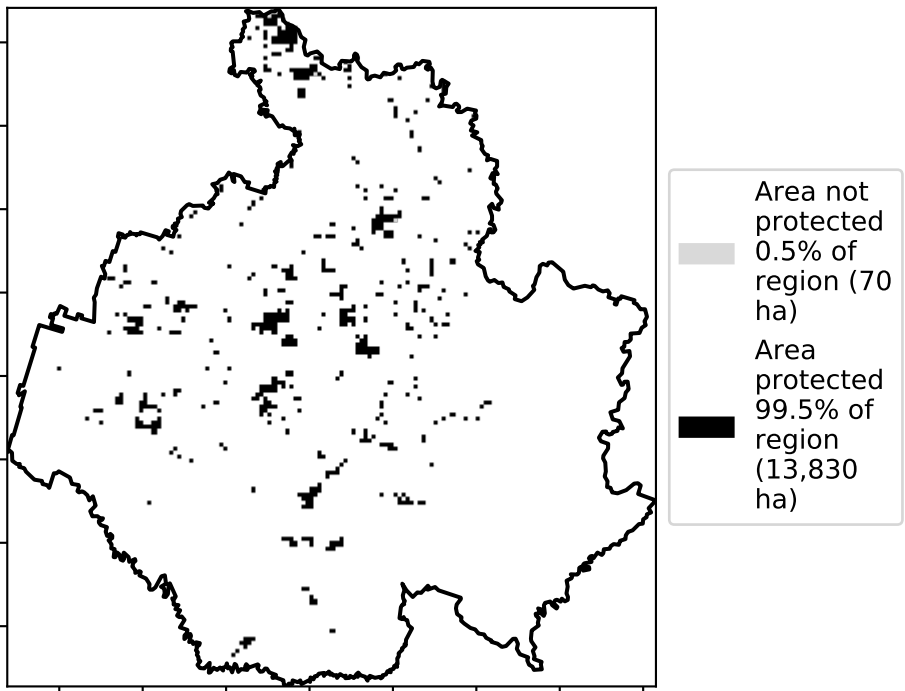 Area not
protected
0.5% of
region (70
ha)
Area
protected
99.5% of
region
(13,830
ha)